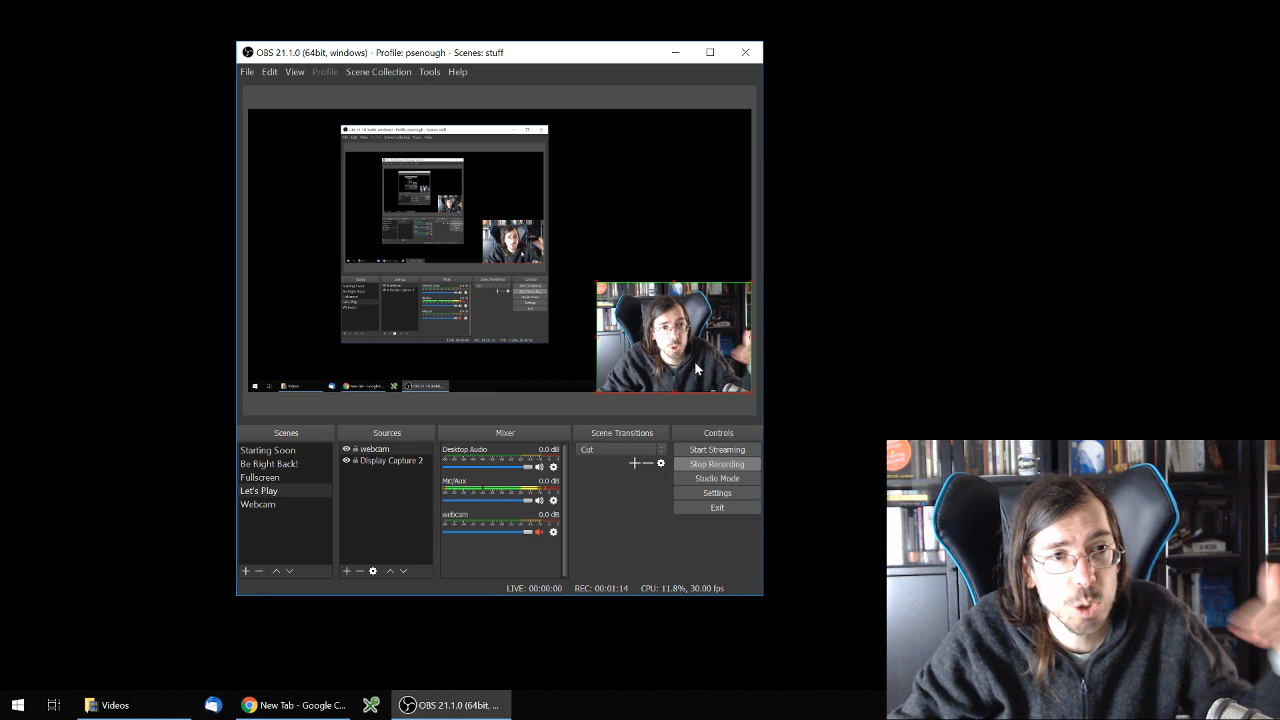 OBS 21.1.0 (64bit, windows) - Profile: psenough - Scenes: stuff
File Edit View Profile Scene Collection Tools Help
Scenes
Starting Soon
Be Right Back!
Fullscreen
Let's Play
Webcam
Sources
webcam
Display Capture 2
Mixer
Desktop Audio 0.0 dB
Mic/Aux 0.0 dB
webcam 0.0 dB
Scene Transitions
Cut
Controls
Start Streaming
Stop Recording
Studio Mode
Settings
Exit
LIVE: 00:00:00 REC: 00:01:14 CPU: 11.8%, 30.00 fps
Videos New Tab - Google C... OBS 21.1.0 (64bit, ...